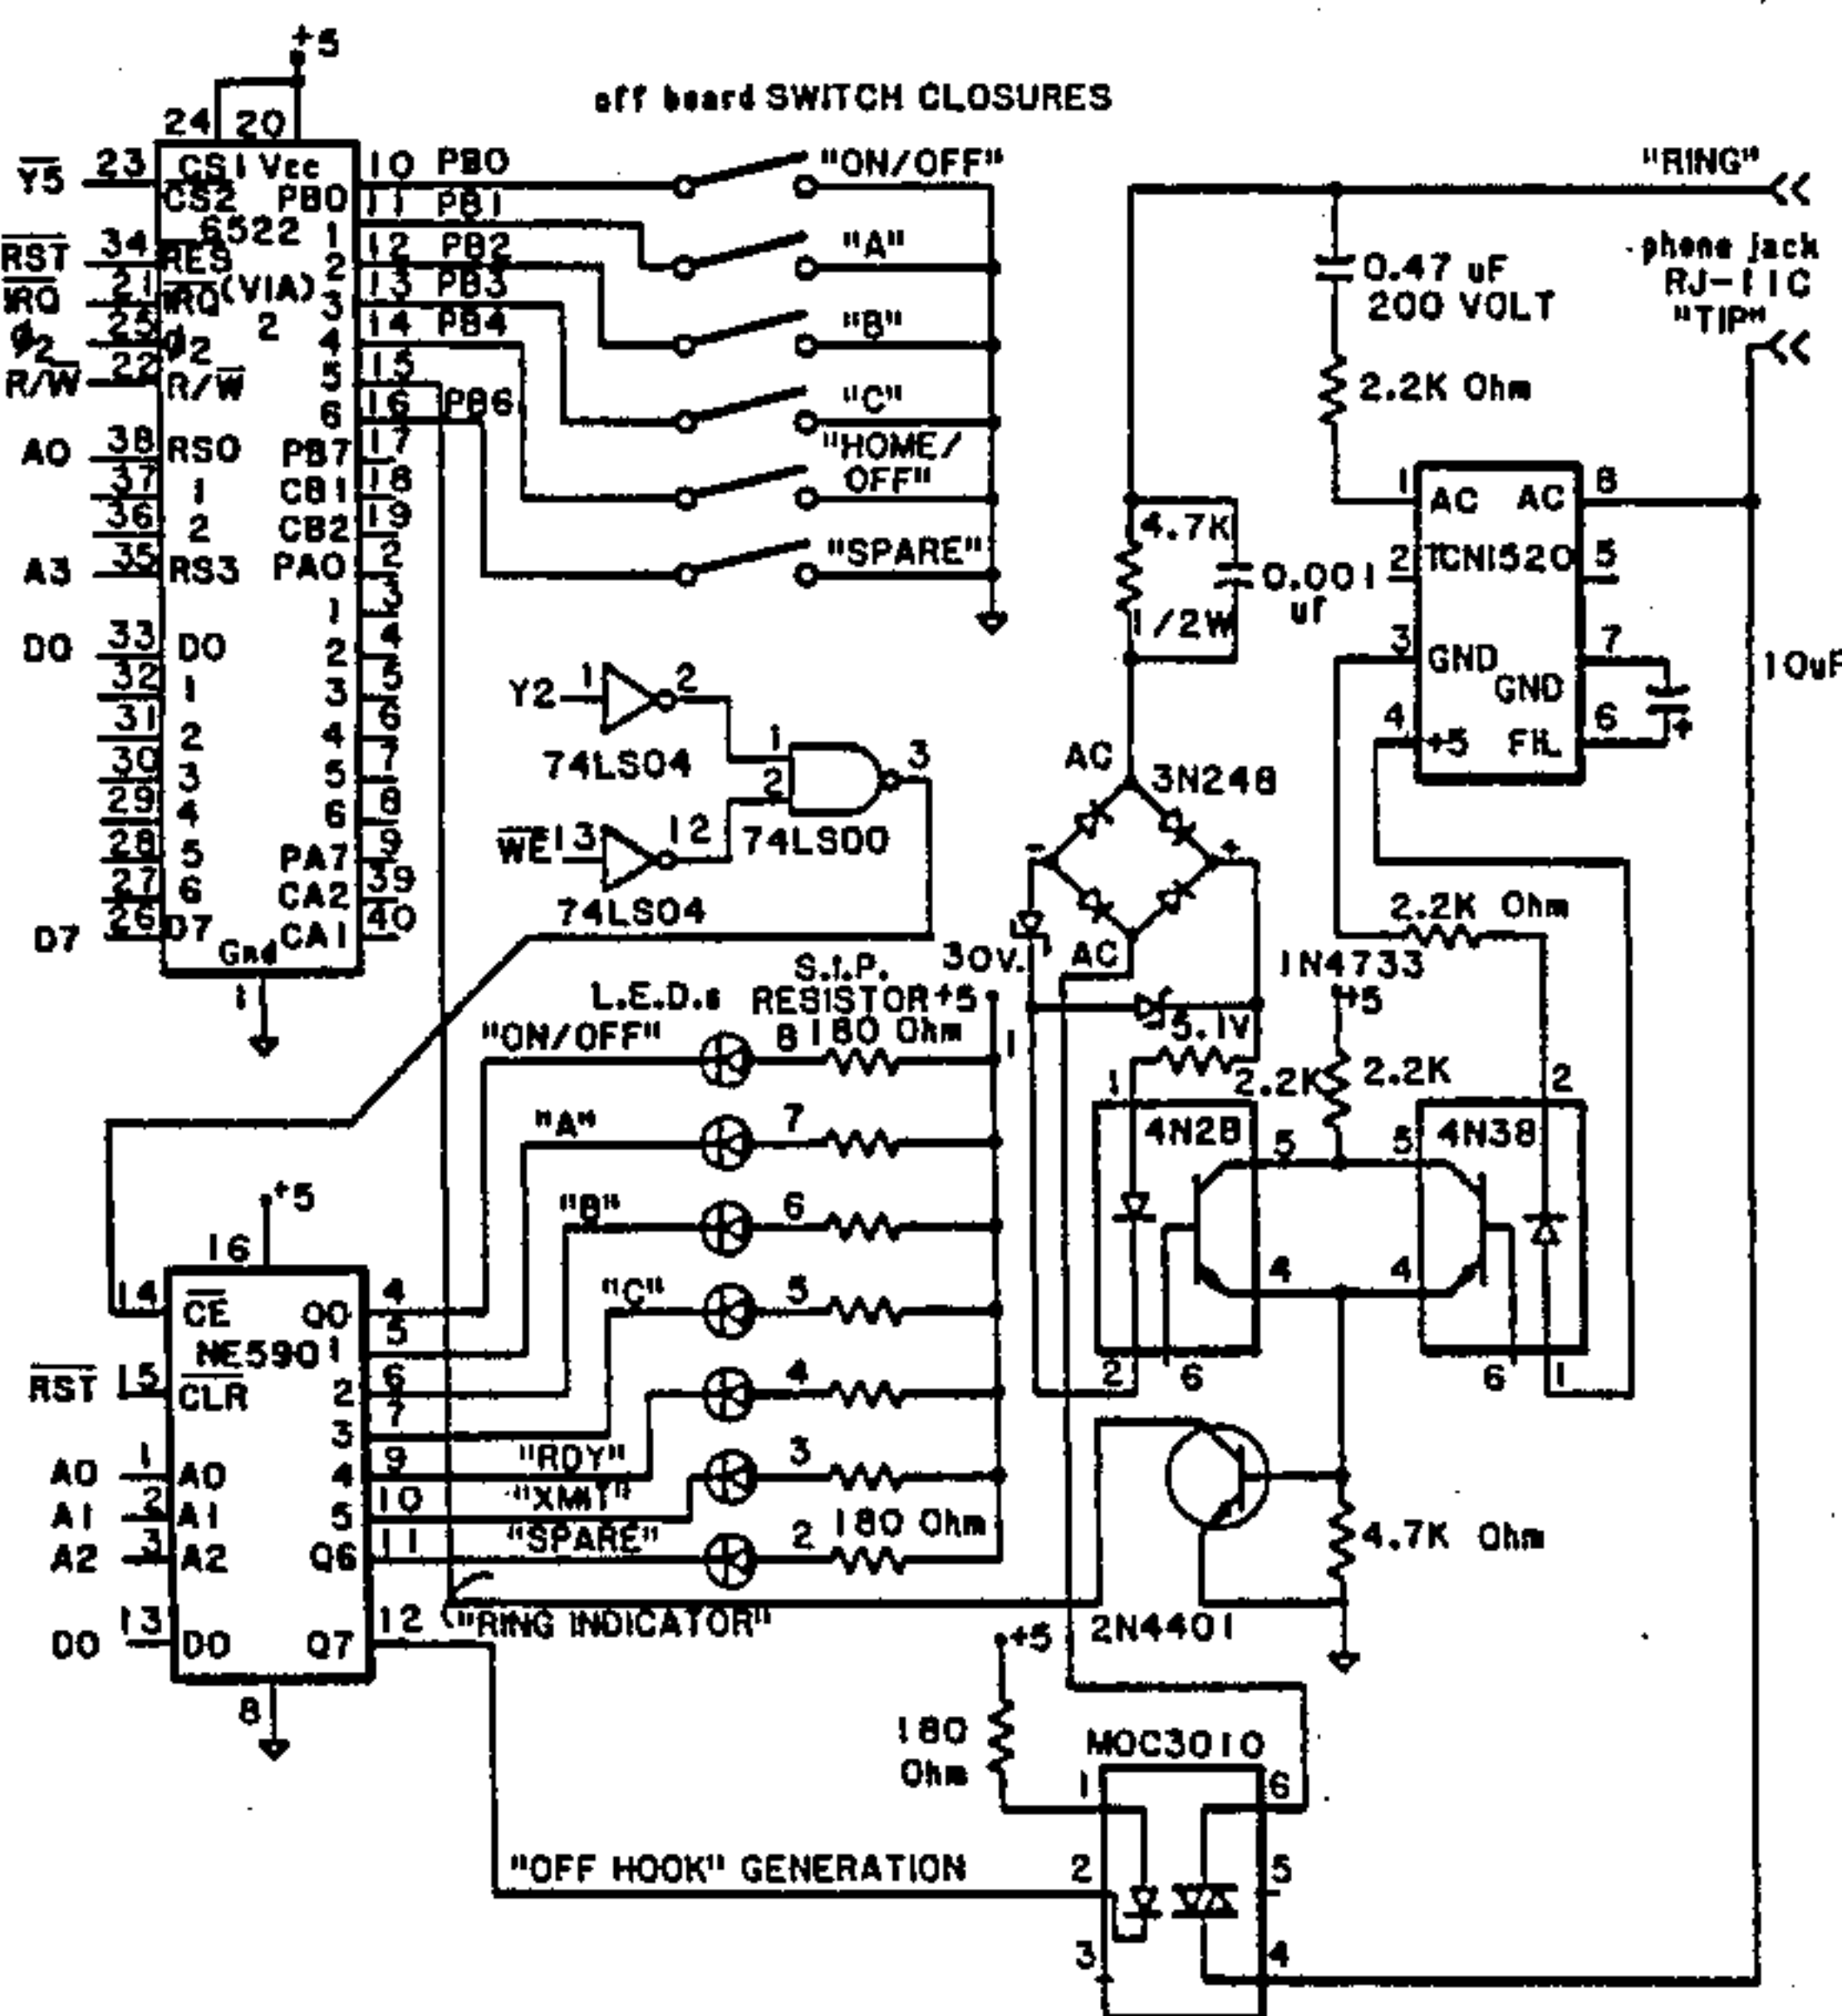 +5
off board SWITCH CLOSURES
24 20
Y5 23 CS1 Vcc 10 PB0 "ON/OFF" "RING"
CS2 PB0 11 PB1
6522 1 12 PB2 "A" phone jack
RST 34 RES 2 13 PB3 0.47 uF RJ-11C
IRQ 21 IRQ (VIA) 3 14 PB4 "B" 200 VOLT "TIP"
ϕ2 25 ϕ2 2 4 15
R/W 22 R/W 5 16 PB6 "C" 2.2K Ohm
6 17
A0 38 RS0 PB7 18 "HOME/
37 1 CB1 19 OFF" 1 AC AC 8
36 2 CB2 2 4.7K
A3 35 RS3 PA0 3 "SPARE" 0.001 2 TCN1520 5
1 4 1/2W uf
D0 33 D0 2 5 3 GND 7 10uF
32 1 3 6 Y2 1 2 GND
31 2 4 7 74LS04 1 3 AC 4 +5 FIL 6 +
30 3 5 8 2 3N248
29 4 6 9 WE 13 12 74LS00 - +
28 5 PA7 39
27 6 CA2 40 74LS04 2.2K Ohm
D7 26 D7 CA1
Gnd S.I.P. 30V. AC 1N4733
1 L.E.D.s RESISTOR +5 +5
"ON/OFF" 8 180 Ohm 1 5.1V
2.2K 2.2K
"A" 7 1 4N28 5 5 4N38 2
+5
16 "B" 6
4 4
14 CE Q0 4 "C" 5
NE590 1 5
RST 15 CLR 2 6 4 2 6 6 1
3 7
A0 1 A0 4 9 "RDY" 3
A1 2 A1 5 10 "XMIT"
A2 3 A2 Q6 11 "SPARE" 2 180 Ohm 4.7K Ohm
D0 13 D0 Q7 12 "RING INDICATOR" 2N4401
+5
8
180
Ohm MOC3010
1 6
"OFF HOOK" GENERATION 2 5
3 4